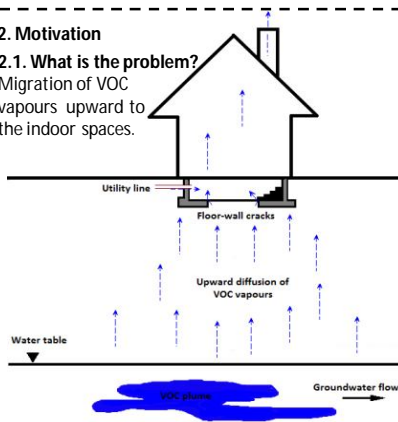 2. Motivation
2.1. What is the problem?
Migration of VOC
vapours upward to
the indoor spaces.
Utility line
Floor-wall cracks
Upward diffusion of
VOC vapours
Water table
Groundwater flow
VOC plume